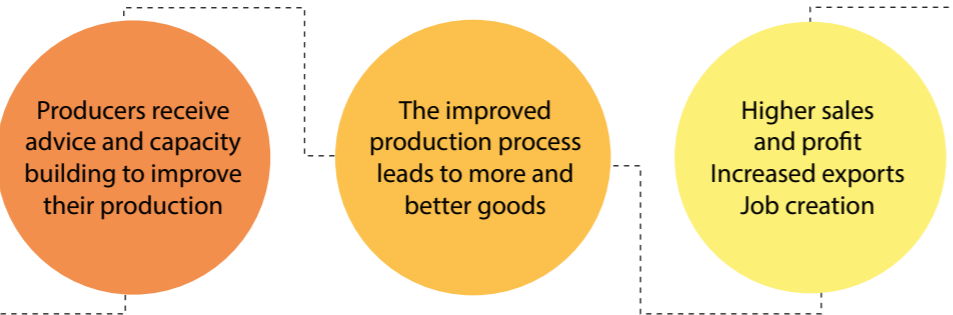 Producers receive
advice and capacity
building to improve
their production
The improved
production process
leads to more and
better goods
Higher sales
and profit
Increased exports
Job creation